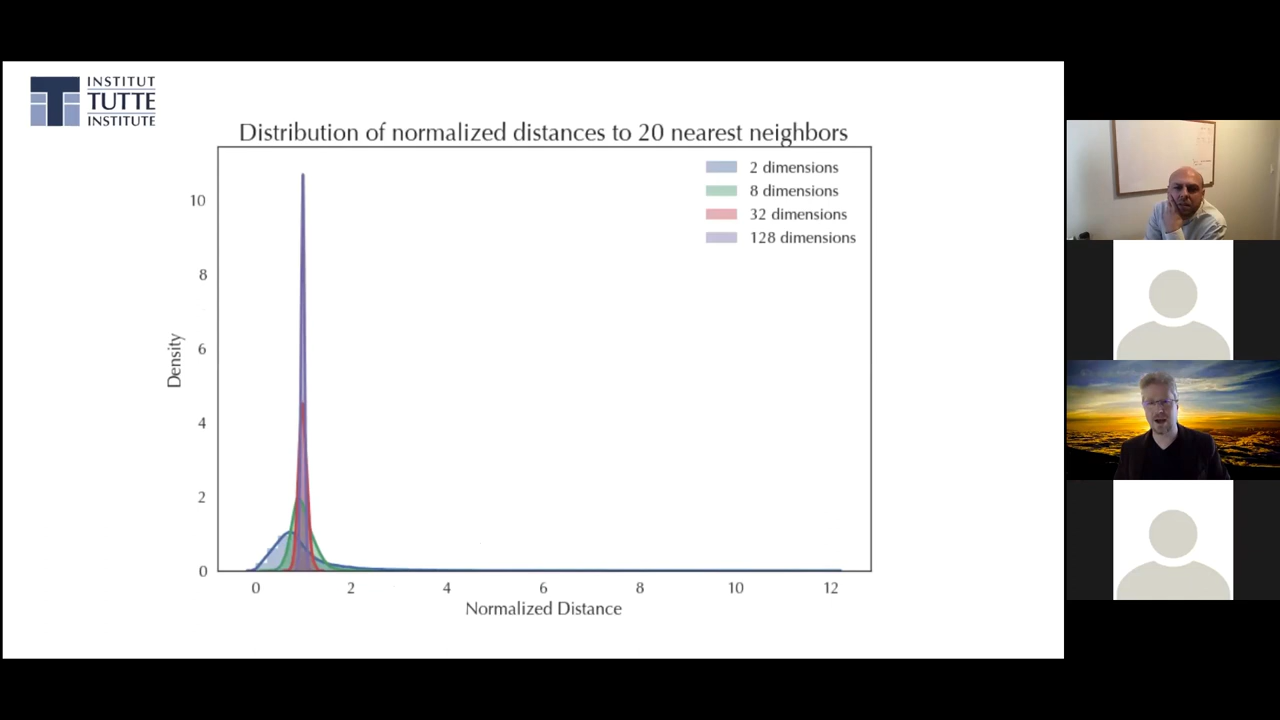 INSTITUT
TUTTE
INSTITUTE
Distribution of normalized distances to 20 nearest neighbors
2 dimensions
8 dimensions
32 dimensions
128 dimensions
10
8
6
4
2
0
Density
0 2 4 6 8 10 12
Normalized Distance